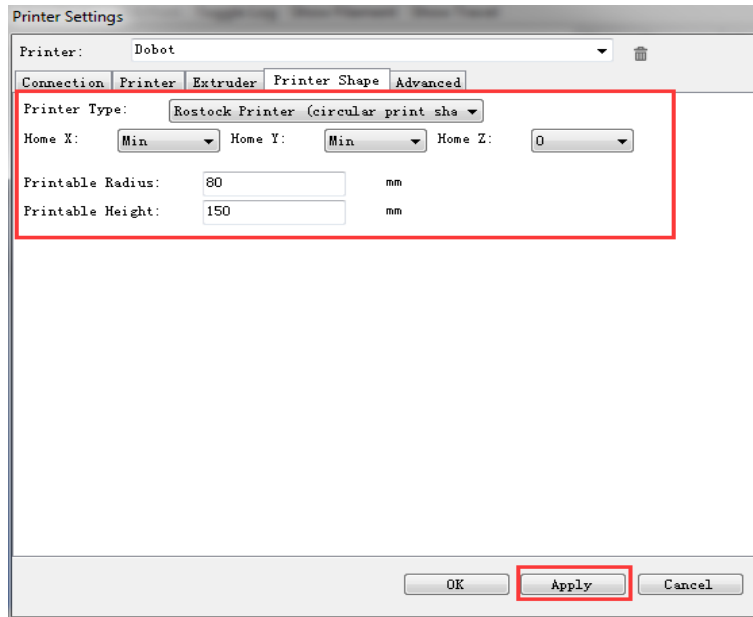 Printer Settings
Printer: Dobot
Connection Printer Extruder Printer Shape Advanced
Printer Type: Rostock Printer (circular print sha
Home X: Min Home Y: Min Home Z: 0
Printable Radius: 80 mm
Printable Height: 150 mm
OK Apply Cancel